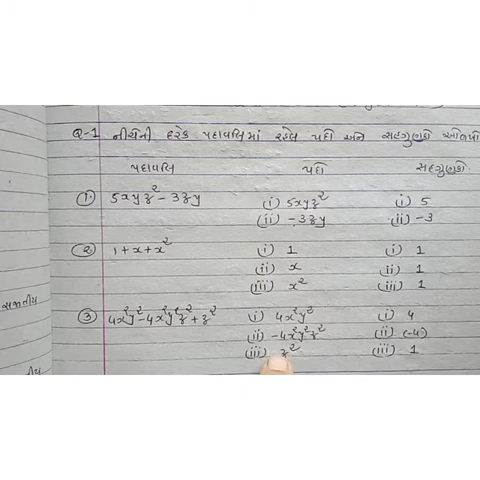 Q-1 નીચેની દરેક પદાવલિમાં રહેલ પદો અને સહગુણકો ઓળખો
પદાવલિ પદો સહગુણકો
① 5xyz² - 3zy (i) 5xyz² (i) 5
(ii) -3zy (ii) -3
② 1+x+x² (i) 1 (i) 1
(ii) x (ii) 1
(iii) x² (iii) 1
સજાતીય
③ 4x²y²-4x²y²z²+z² (i) 4x²y² (i) 4
(ii) -4x²y²z² (ii) (-4)
(iii) z² (iii) 1